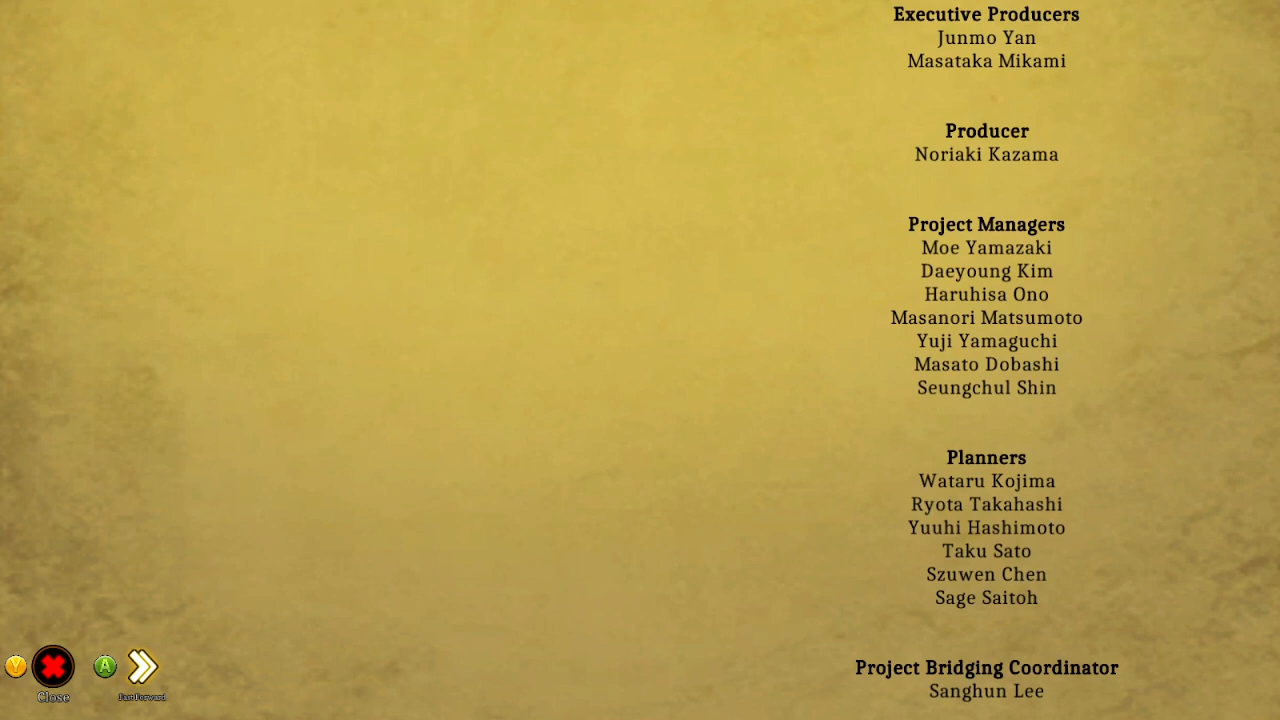 Executive Producers
Junmo Yan
Masataka Mikami
Producer
Noriaki Kazama
Project Managers
Moe Yamazaki
Daeyoung Kim
Haruhisa Ono
Masanori Matsumoto
Yuji Yamaguchi
Masato Dobashi
Seungchul Shin
Planners
Wataru Kojima
Ryota Takahashi
Yuuhi Hashimoto
Taku Sato
Szuwen Chen
Sage Saitoh
Project Bridging Coordinator
Sanghun Lee
Y
A
Close
Fast Forward